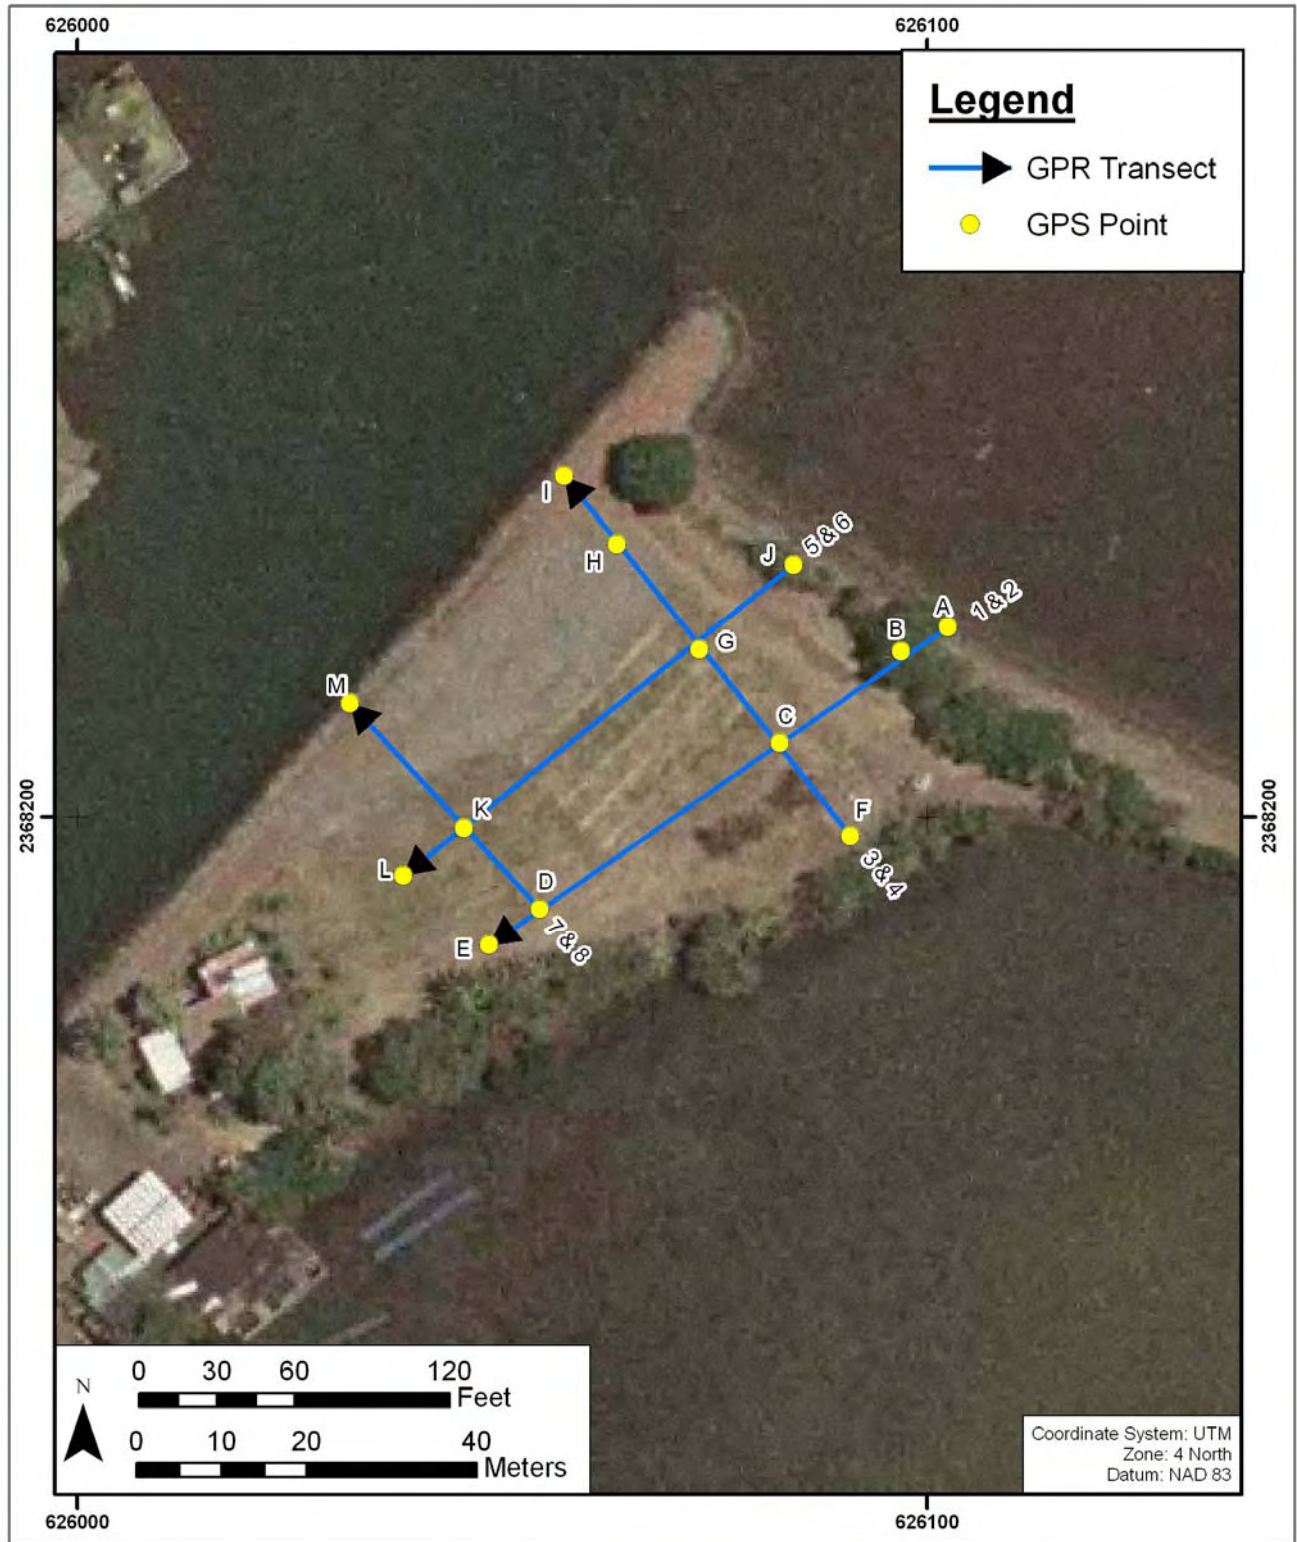 626000
626100
Legend
GPR Transect
GPS Point
I
H
J
5 & 6
A
1 & 2
B
G
M
C
K
F
3 & 4
2368200
2368200
L
D
7 & 8
E
0 30 60 120
Feet
N
0 10 20 40
Meters
Coordinate System: UTM
Zone: 4 North
Datum: NAD 83
626000
626100